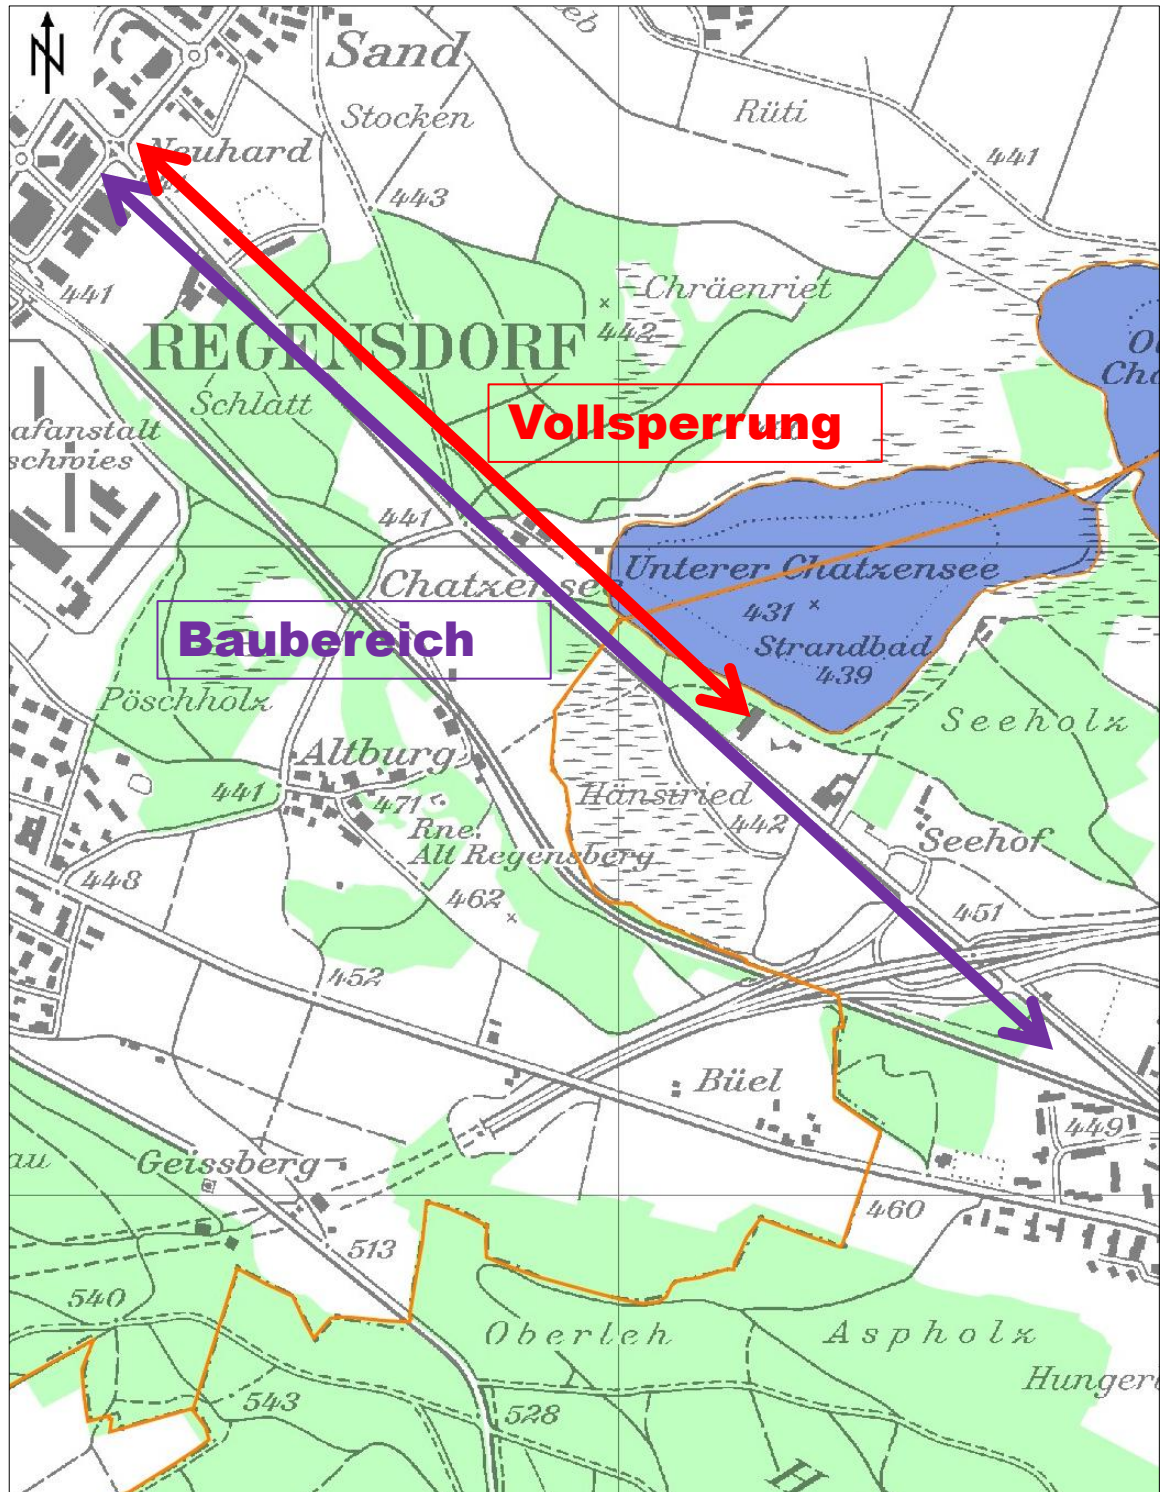 N
Sand
Stocken
Rüti
Neuhard
441
443
441
Chräenriet
442
REGENSDORF
Schlatt
Vollsperrung
441
Chatzensee
Unterer Chatzensee
431
Strandbad
439
Baubereich
Pöschholz
Seeholz
Altburg
441
471
Rne.
Alt Regensberg
Hänsiried
442
Seehof
448
462
451
452
Büel
449
Geissberg
460
513
540
Oberleh
Aspholz
543
528
H